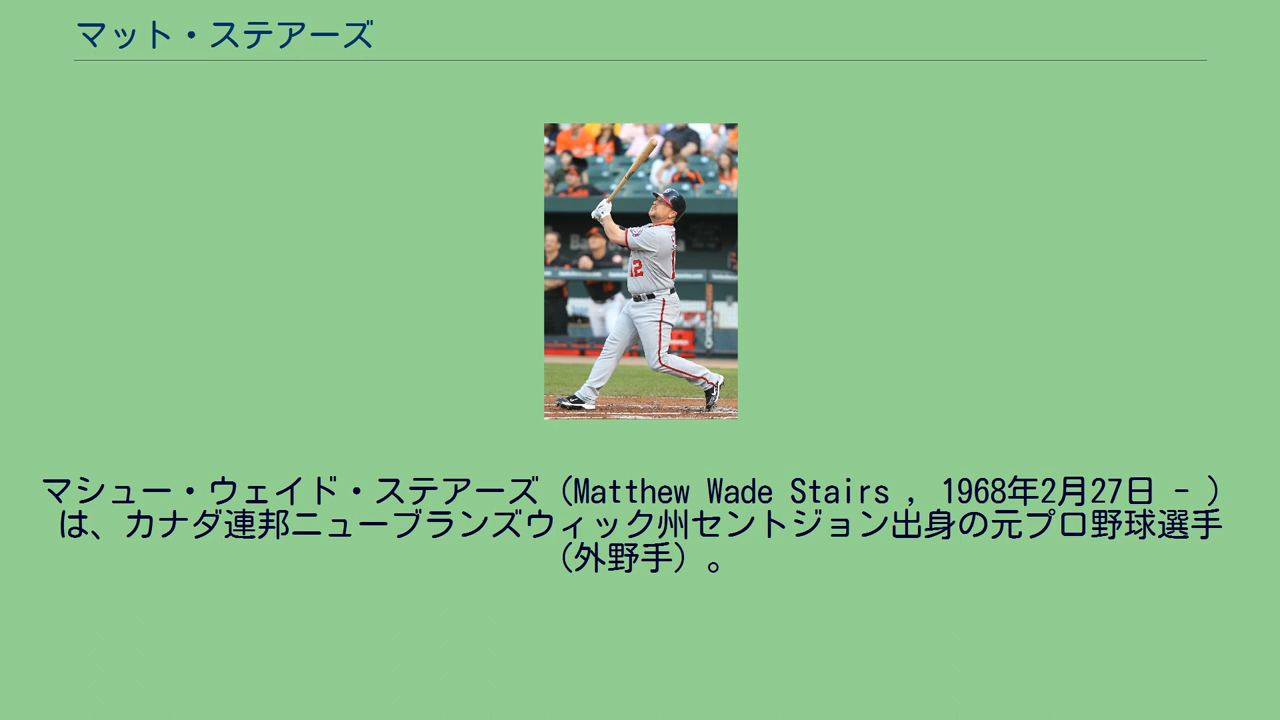 マット・ステアーズ
12
マシュー・ウェイド・ステアーズ（Matthew Wade Stairs , 1968年2月27日 - ）
は、カナダ連邦ニューブランズウィック州セントジョン出身の元プロ野球選手
（外野手）。